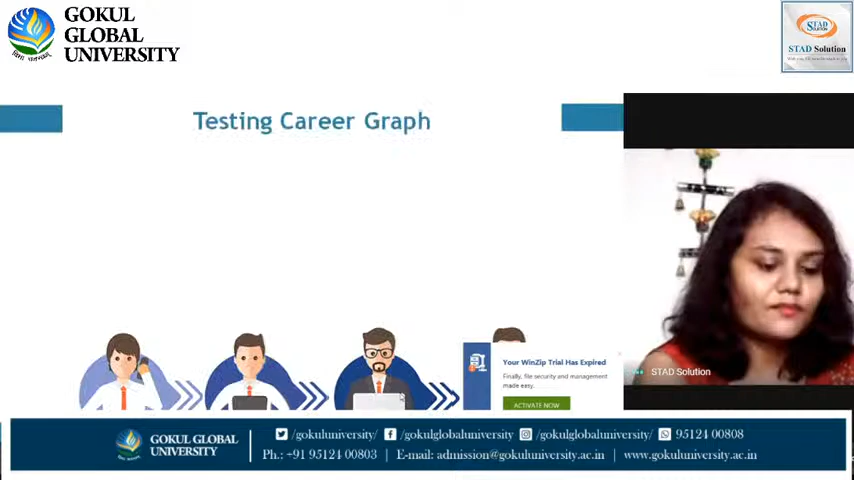 GOKUL
GLOBAL
UNIVERSITY
STAD
SOLUTION
STAD Solution
Testing Career Graph
Your WinZip Trial Has Expired
Finally, file security and management
made easy.
ACTIVATE NOW
STAD Solution
GOKUL GLOBAL
UNIVERSITY
/gokuluniversity/
/gokulglobaluniversity
/gokulglobaluniversity/
95124 00808
Ph.: +91 95124 00803 | E-mail: admission@gokuluniversity.ac.in | www.gokuluniversity.ac.in